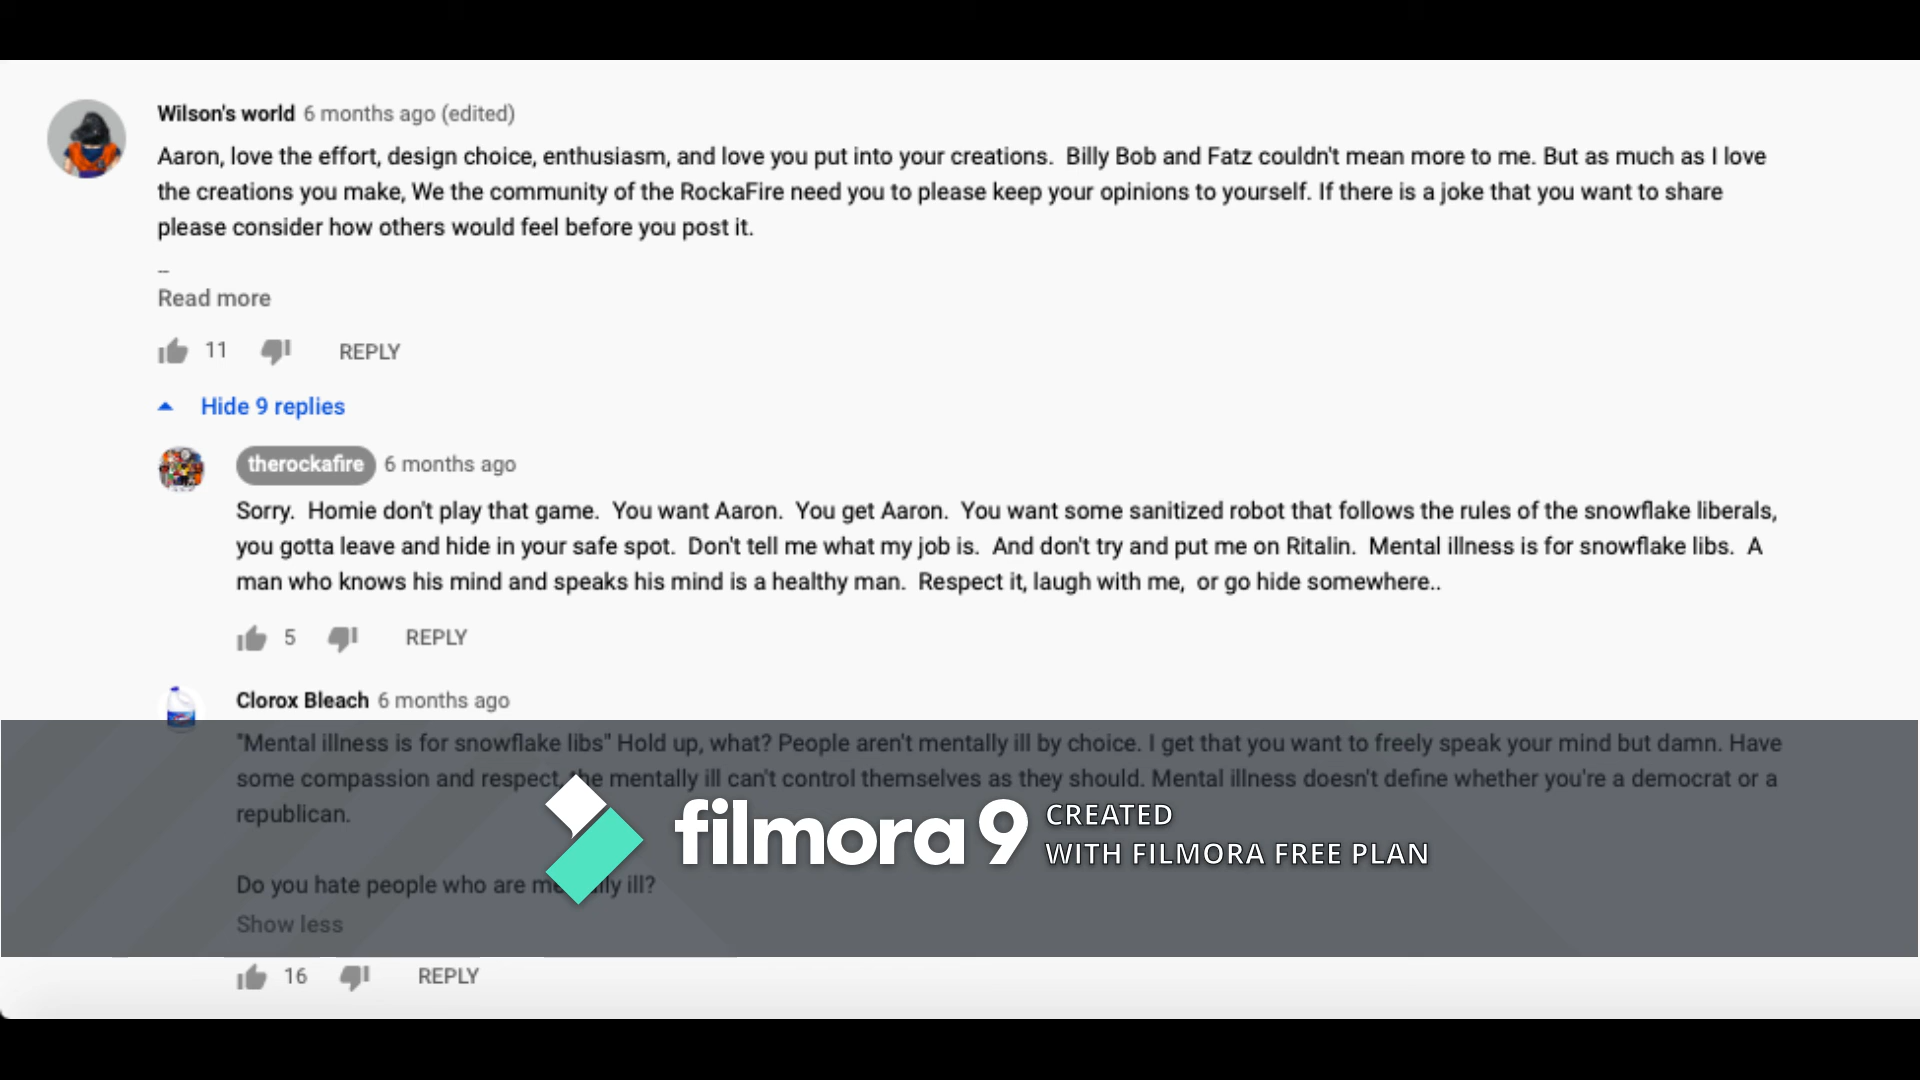 Wilson's world 6 months ago (edited)
Aaron, love the effort, design choice, enthusiasm, and love you put into your creations.  Billy Bob and Fatz couldn't mean more to me. But as much as I love
the creations you make, We the community of the RockaFire need you to please keep your opinions to yourself. If there is a joke that you want to share
please consider how others would feel before you post it.
--
Read more
11 REPLY
Hide 9 replies
therockafire 6 months ago
Sorry.  Homie don't play that game.  You want Aaron.  You get Aaron.  You want some sanitized robot that follows the rules of the snowflake liberals,
you gotta leave and hide in your safe spot.  Don't tell me what my job is.  And don't try and put me on Ritalin.  Mental illness is for snowflake libs.  A
man who knows his mind and speaks his mind is a healthy man.  Respect it, laugh with me,  or go hide somewhere..
5 REPLY
Clorox Bleach 6 months ago
"Mental illness is for snowflake libs" Hold up, what? People aren't mentally ill by choice. I get that you want to freely speak your mind but damn. Have
some compassion and respect, the mentally ill can't control themselves as they should. Mental illness doesn't define whether you're a democrat or a
republican.
Do you hate people who are mentally ill?
Show less
16 REPLY
filmora9 CREATED
WITH FILMORA FREE PLAN